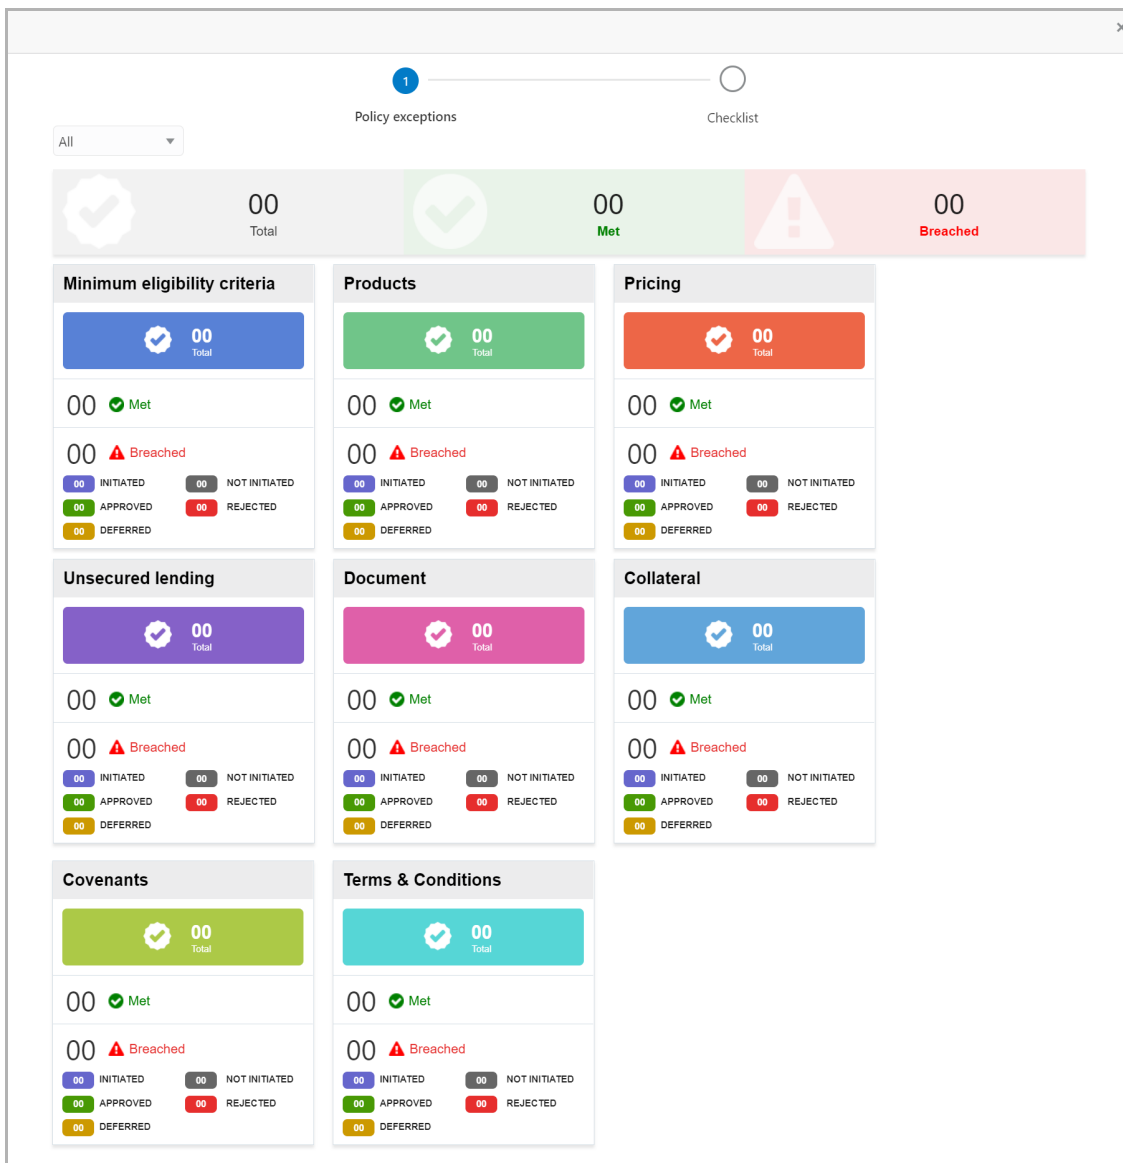 ×
1
Policy exceptions Checklist
All
00 00 00
Total Met Breached
Minimum eligibility criteria Products Pricing
00 00 00
Total Total Total
00 Met 00 Met 00 Met
00 Breached 00 Breached 00 Breached
00 INITIATED 00 NOT INITIATED 00 INITIATED 00 NOT INITIATED 00 INITIATED 00 NOT INITIATED
00 APPROVED 00 REJECTED 00 APPROVED 00 REJECTED 00 APPROVED 00 REJECTED
00 DEFERRED 00 DEFERRED 00 DEFERRED
Unsecured lending Document Collateral
00 00 00
Total Total Total
00 Met 00 Met 00 Met
00 Breached 00 Breached 00 Breached
00 INITIATED 00 NOT INITIATED 00 INITIATED 00 NOT INITIATED 00 INITIATED 00 NOT INITIATED
00 APPROVED 00 REJECTED 00 APPROVED 00 REJECTED 00 APPROVED 00 REJECTED
00 DEFERRED 00 DEFERRED 00 DEFERRED
Covenants Terms & Conditions
00 00
Total Total
00 Met 00 Met
00 Breached 00 Breached
00 INITIATED 00 NOT INITIATED 00 INITIATED 00 NOT INITIATED
00 APPROVED 00 REJECTED 00 APPROVED 00 REJECTED
00 DEFERRED 00 DEFERRED